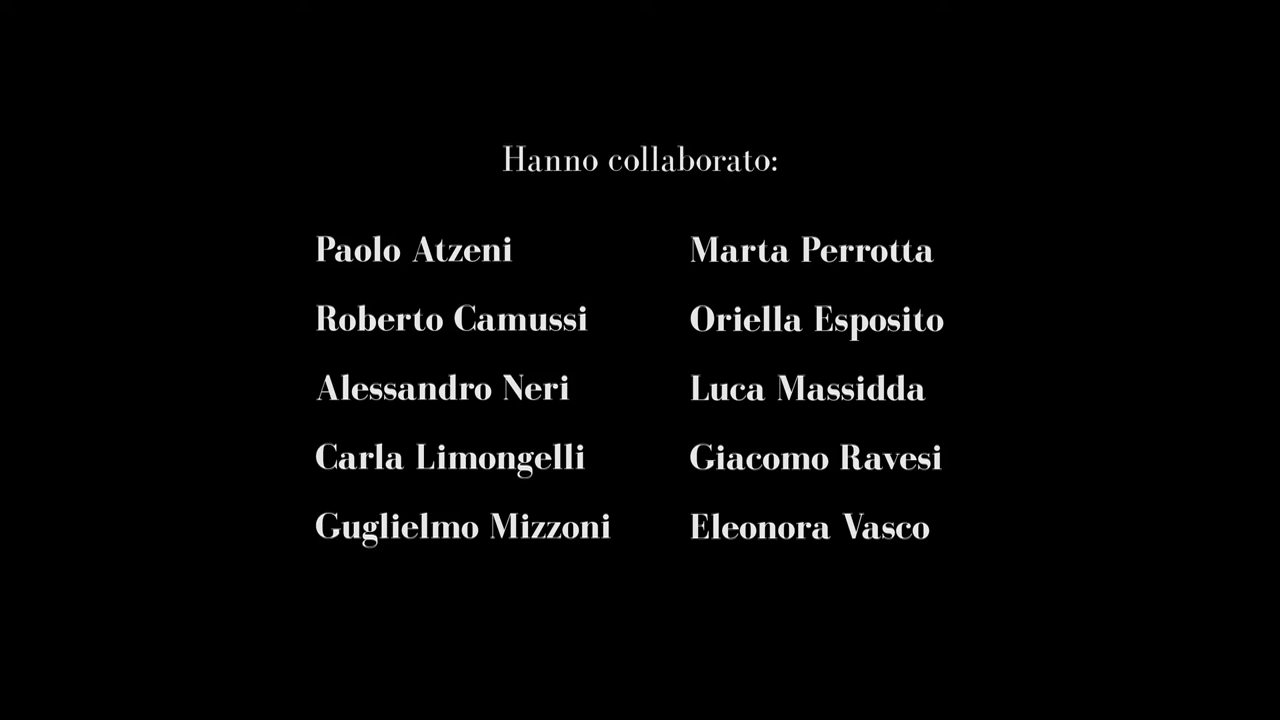 Hanno collaborato:
Paolo Atzeni
Roberto Camussi
Alessandro Neri
Carla Limongelli
Guglielmo Mizzoni
Marta Perrotta
Oriella Esposito
Luca Massidda
Giacomo Ravesi
Eleonora Vasco